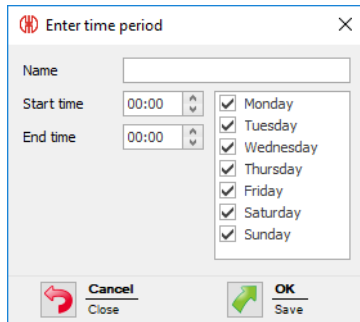 Enter time period
Name
Start time 00:00
End time 00:00
Monday
Tuesday
Wednesday
Thursday
Friday
Saturday
Sunday
Cancel
Close
OK
Save